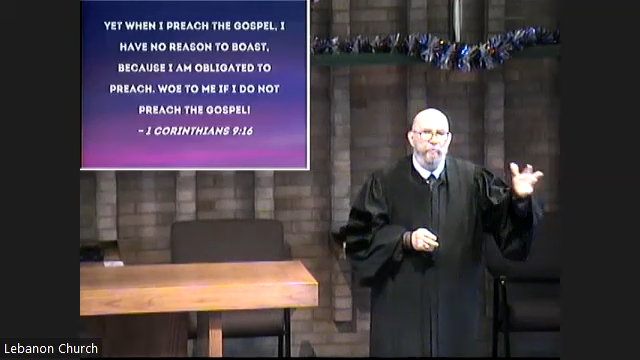 YET WHEN I PREACH THE GOSPEL, I
HAVE NO REASON TO BOAST,
BECAUSE I AM OBLIGATED TO
PREACH. WOE TO ME IF I DO NOT
PREACH THE GOSPEL!
- 1 CORINTHIANS 9:16
Lebanon Church